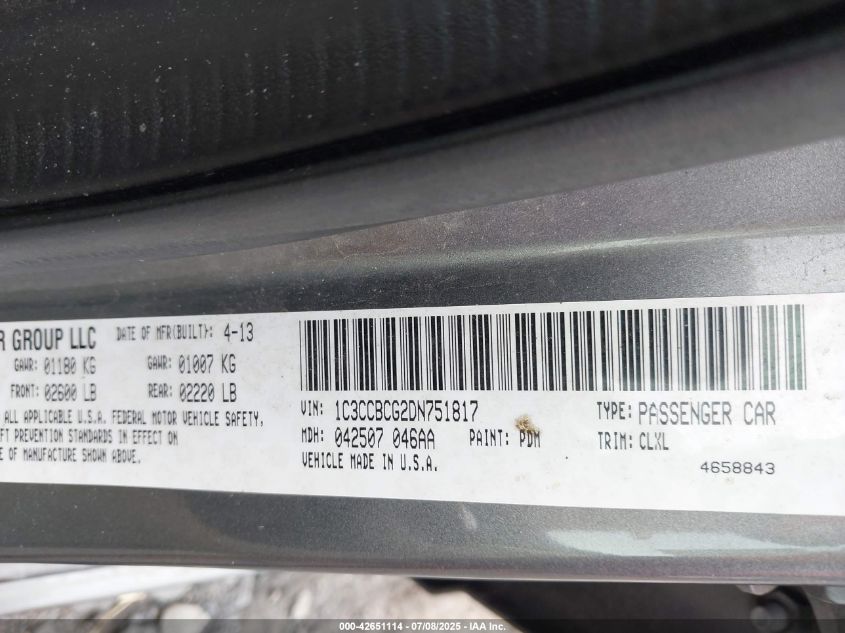 R GROUP LLC DATE OF MFR(BUILT): 4-13
GAWR: 01180 KG GAWR: 01007 KG
FRONT: 02600 LB REAR: 02220 LB
ALL APPLICABLE U.S.A. FEDERAL MOTOR VEHICLE SAFETY,
FT PREVENTION STANDARDS IN EFFECT ON
E OF MANUFACTURE SHOWN ABOVE.
VIN: 1C3CCBCG2DN751817 TYPE: PASSENGER CAR
MDH: 042507 046AA PAINT: PDM TRIM: CLXL
VEHICLE MADE IN U.S.A.
4658843
000-42651114 - 07/08/2025 - IAA Inc.